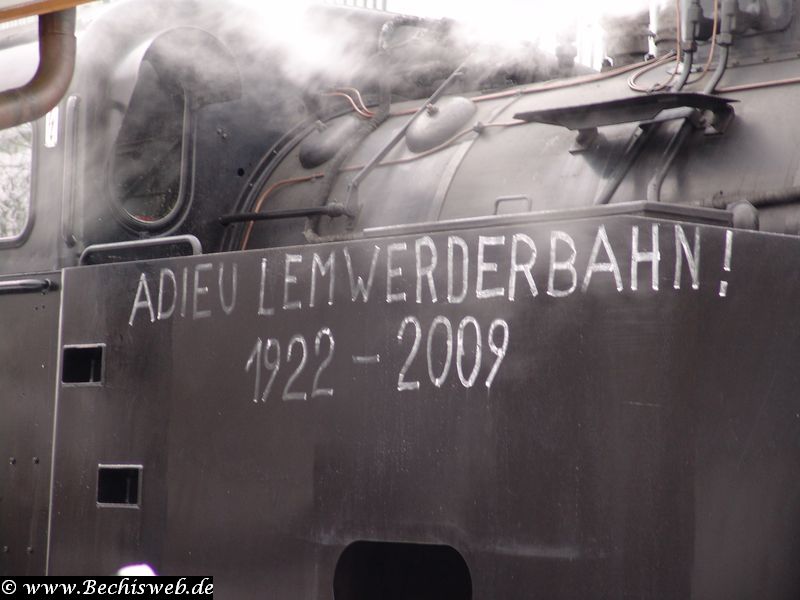 ADIEU LEMWERDERBAHN!
1922 – 2009
© www.Bechisweb.de